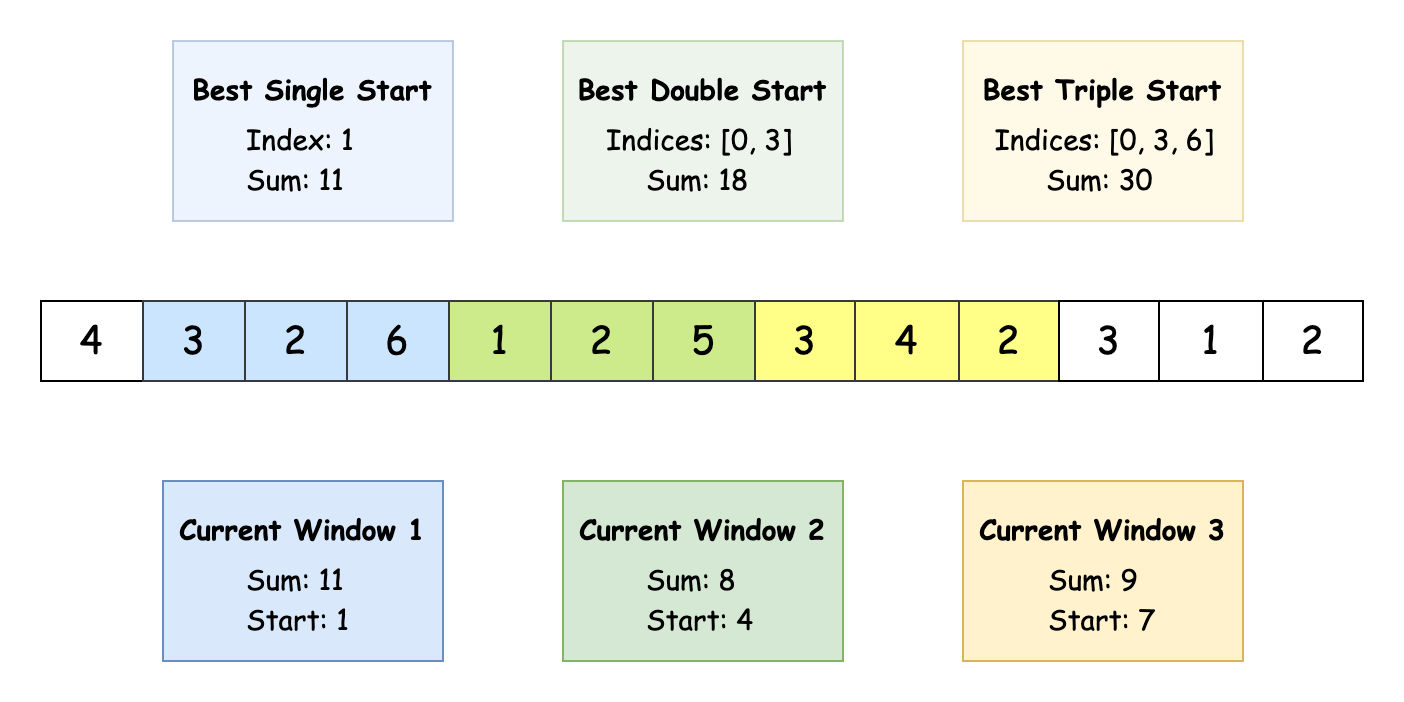 Best Single Start
Index: 1
Sum: 11
Best Double Start
Indices: [0, 3]
Sum: 18
Best Triple Start
Indices: [0, 3, 6]
Sum: 30
4 3 2 6 1 2 5 3 4 2 3 1 2
Current Window 1
Sum: 11
Start: 1
Current Window 2
Sum: 8
Start: 4
Current Window 3
Sum: 9
Start: 7